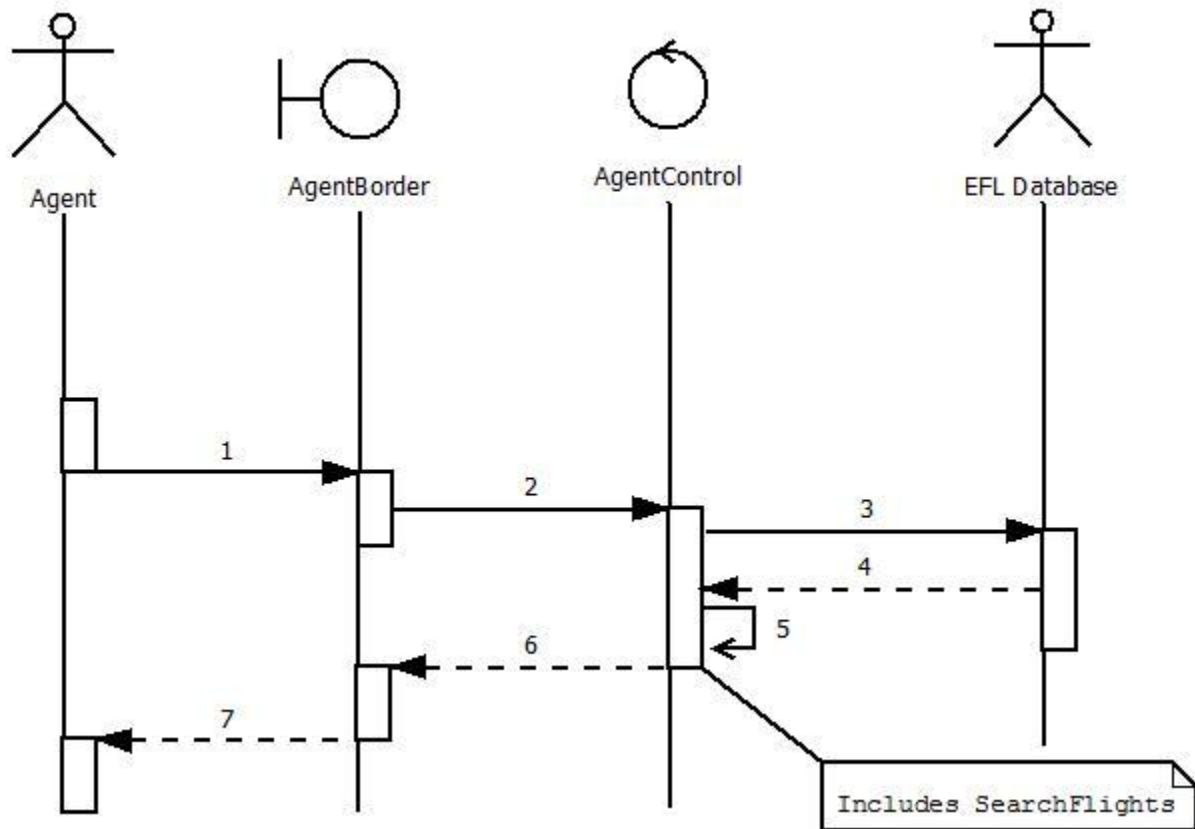 Agent
AgentBorder
AgentControl
EFL Database
1
2
3
4
5
6
7
Includes SearchFlights